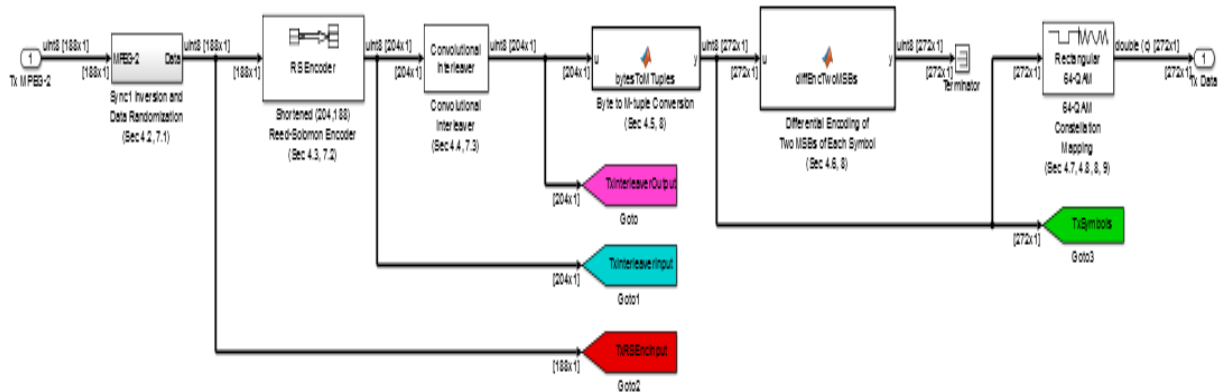 1
Tx MPEG-2
[188x1]
uint8 [188x1]
MPEG-2
Data
Sync1 Inversion and
Data Randomization
(Sec 4.2, 7.1)
uint8 [188x1]
[188x1]
RS Encoder
Shortened (204,188)
Reed-Solomon Encoder
(Sec 4.3, 7.2)
uint8 [204x1]
[204x1]
Convolutional
Interleaver
Convolutional
Interleaver
(Sec 4.4, 7.3)
uint8 [204x1]
[204x1]
u
bytesToMTuples
y
Byte to M-tuple Conversion
(Sec 4.5, 8)
uint8 [272x1]
[272x1]
u
diffEncTwoMSBs
y
Differential Encoding of
Two MSBs of Each Symbol
(Sec 4.6, 8)
uint8 [272x1]
[272x1]
Terminator
[272x1]
Rectangular
64-QAM
64-QAM
Constellation
Mapping
(Sec 4.7, 4.8, 8, 9)
double (c) [272x1]
[272x1]
1
Tx Data
[204x1]
TxInterleaverOutput
Goto
[272x1]
TxSymbols
Goto3
[204x1]
TxInterleaverInput
Goto1
[188x1]
TxRSEncInput
Goto2